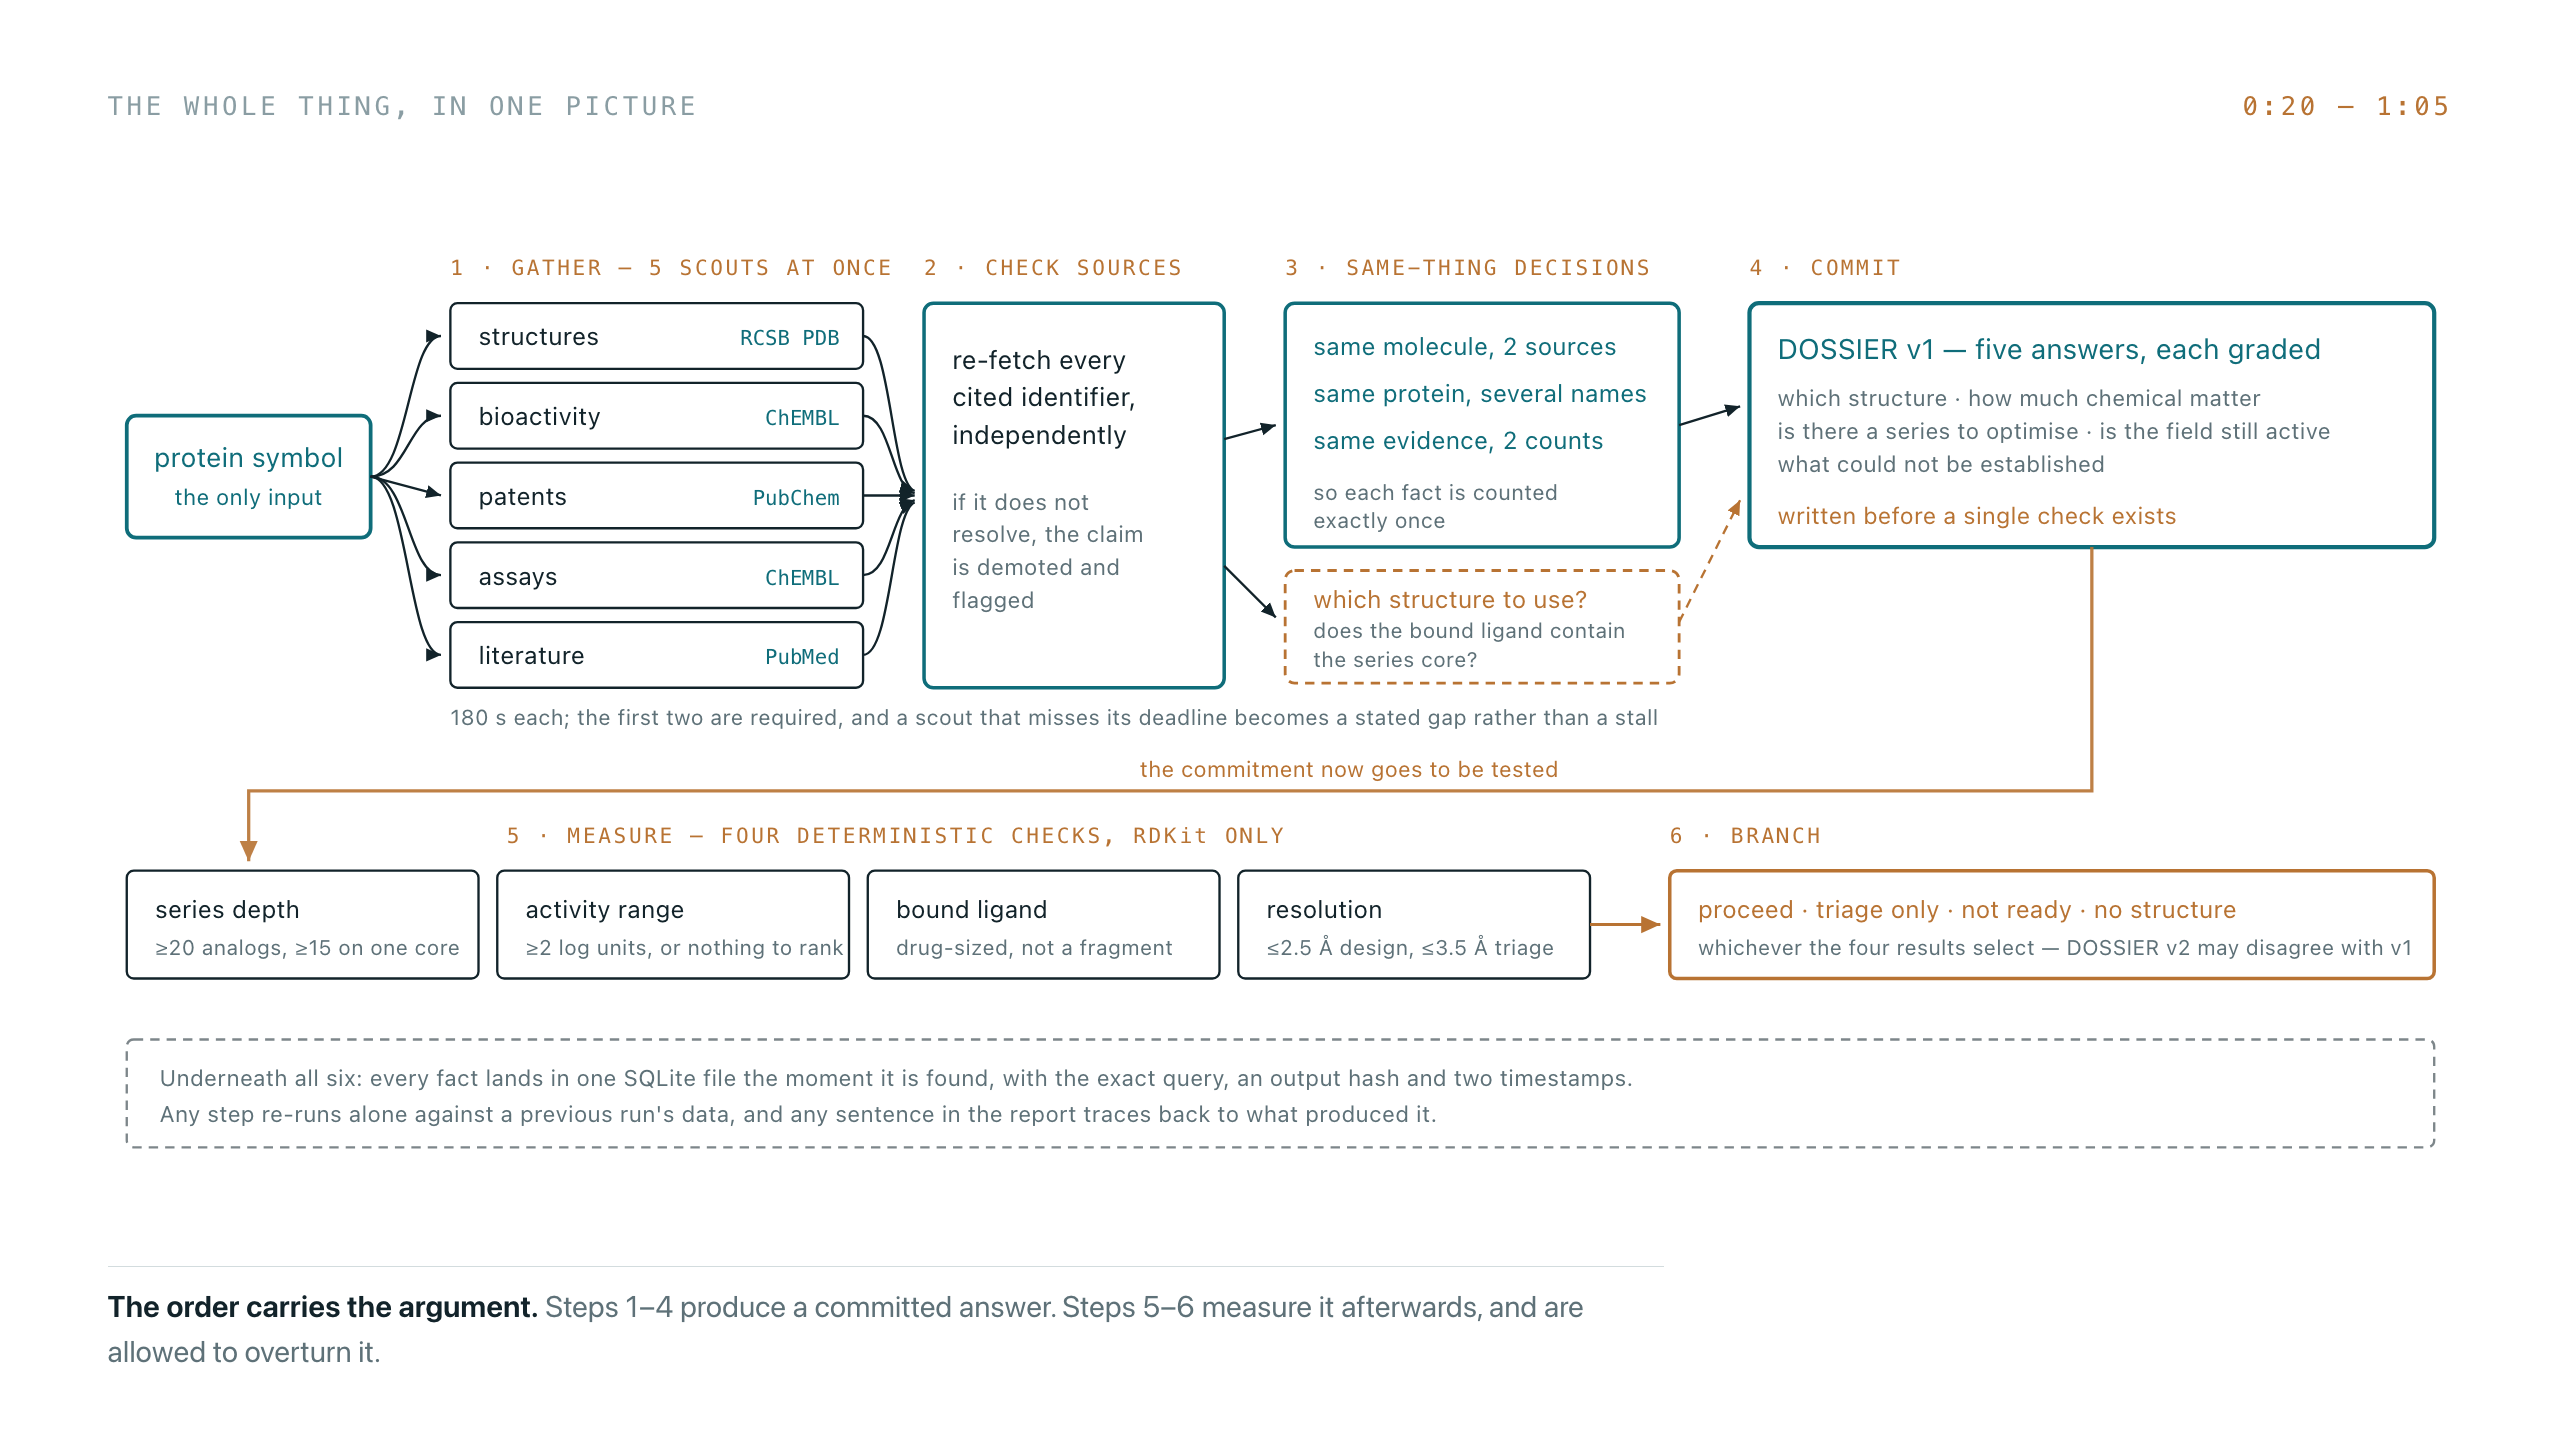 THE WHOLE THING, IN ONE PICTURE
0:20 – 1:05
1 · GATHER – 5 SCOUTS AT ONCE
2 · CHECK SOURCES
3 · SAME–THING DECISIONS
4 · COMMIT
protein symbol
the only input
structures RCSB PDB
bioactivity ChEMBL
patents PubChem
assays ChEMBL
literature PubMed
re-fetch every
cited identifier,
independently
if it does not
resolve, the claim
is demoted and
flagged
same molecule, 2 sources
same protein, several names
same evidence, 2 counts
so each fact is counted
exactly once
which structure to use?
does the bound ligand contain
the series core?
DOSSIER v1 — five answers, each graded
which structure · how much chemical matter
is there a series to optimise · is the field still active
what could not be established
written before a single check exists
180 s each; the first two are required, and a scout that misses its deadline becomes a stated gap rather than a stall
the commitment now goes to be tested
5 · MEASURE – FOUR DETERMINISTIC CHECKS, RDKit ONLY
6 · BRANCH
series depth
≥20 analogs, ≥15 on one core
activity range
≥2 log units, or nothing to rank
bound ligand
drug-sized, not a fragment
resolution
≤2.5 Å design, ≤3.5 Å triage
proceed · triage only · not ready · no structure
whichever the four results select — DOSSIER v2 may disagree with v1
Underneath all six: every fact lands in one SQLite file the moment it is found, with the exact query, an output hash and two timestamps.
Any step re-runs alone against a previous run's data, and any sentence in the report traces back to what produced it.
The order carries the argument. Steps 1–4 produce a committed answer. Steps 5–6 measure it afterwards, and are
allowed to overturn it.